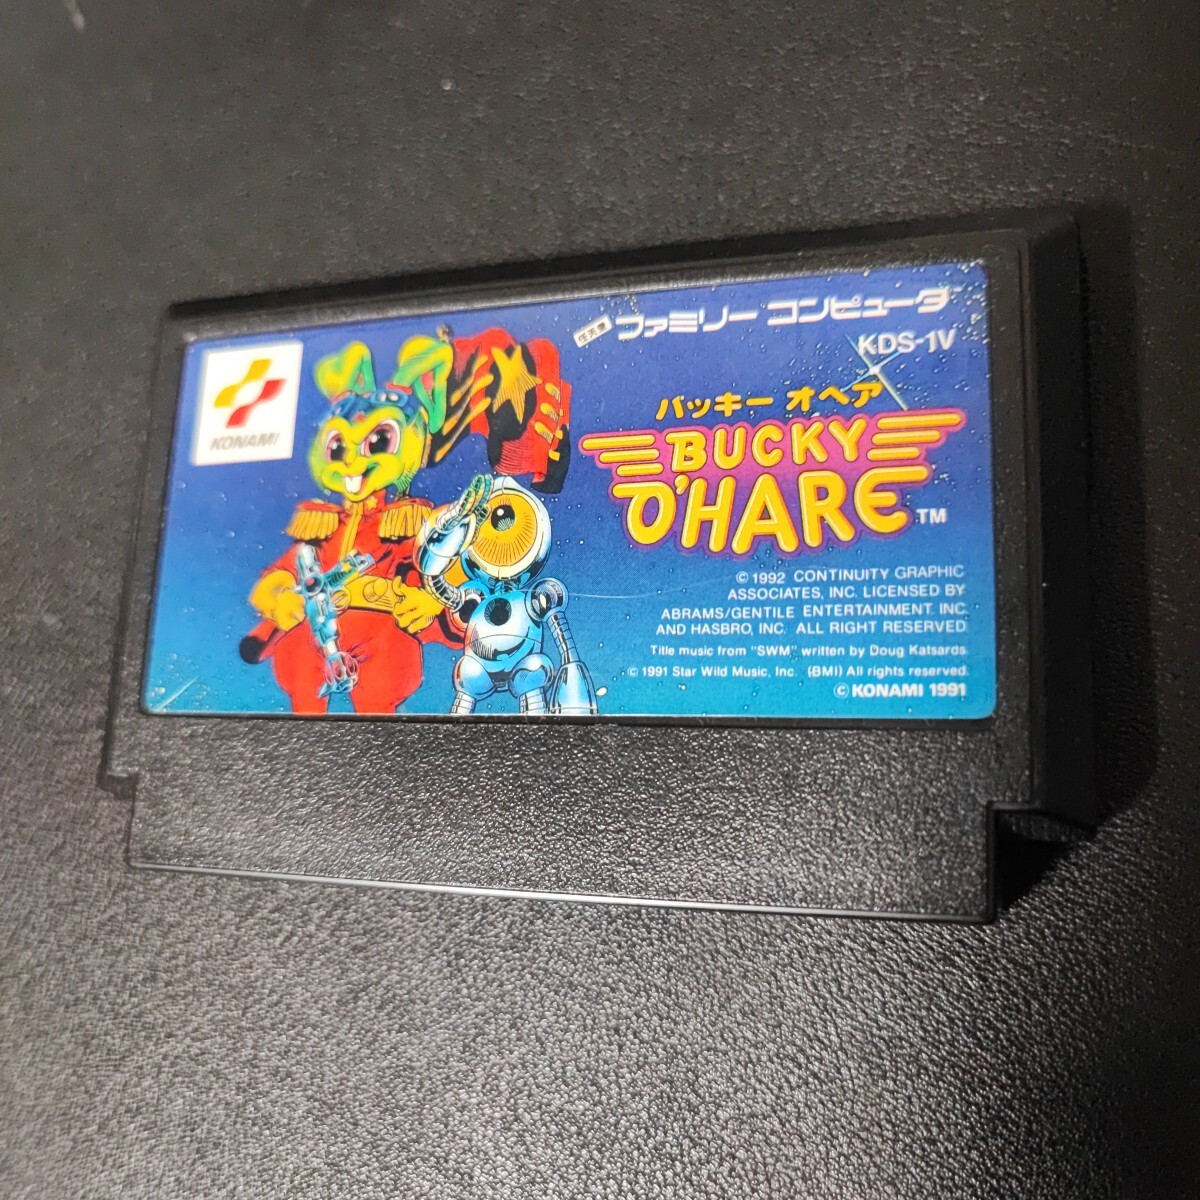 KONAMI
任天堂 ファミリーコンピュータ
KDS-1V
バッキー オヘア
BUCKY
O'HARE TM
© 1992 CONTINUITY GRAPHIC
ASSOCIATES, INC. LICENSED BY
ABRAMS/GENTILE ENTERTAINMENT INC.
AND HASBRO, INC. ALL RIGHT RESERVED
Title music from "SWM" written by Doug Katsaros
© 1991 Star Wild Music, Inc. (BMI) All rights reserved.
© KONAMI 1991